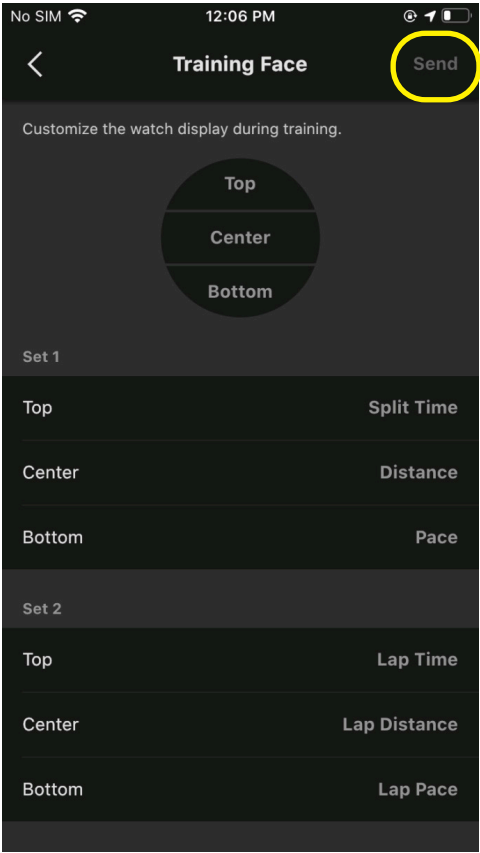 No SIM 12:06 PM
Training Face Send
Customize the watch display during training.
Top
Center
Bottom
Set 1
Top Split Time
Center Distance
Bottom Pace
Set 2
Top Lap Time
Center Lap Distance
Bottom Lap Pace